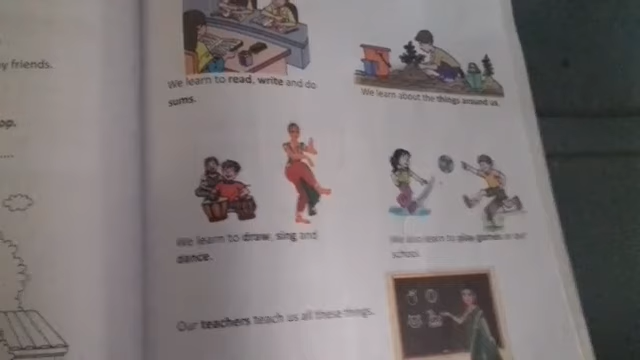 y friends.
op.
We learn to read, write and do
sums.
We learn about the things around us.
We learn to draw, sing and
dance.
We also learn to play games in our
school.
Our teachers teach us all these things.